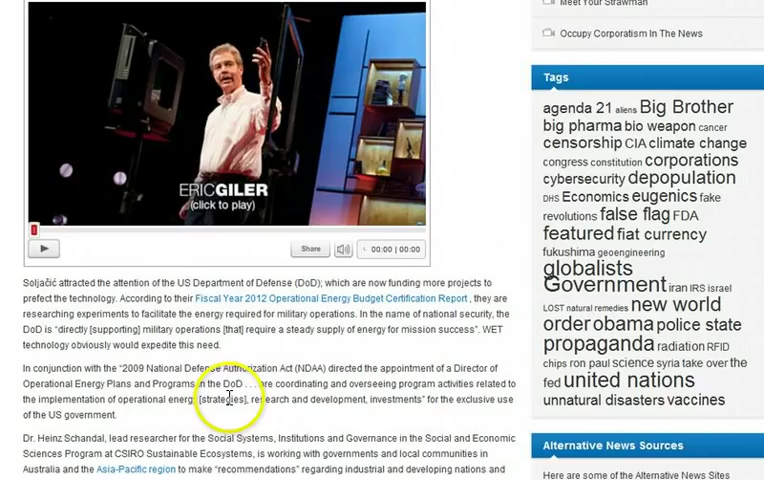 Meet Your Strawman
Occupy Corporatism In The News
ERICGILER
(click to play)
Share
00:00 | 00:00
Soljačić attracted the attention of the US Department of Defense (DoD); which are now funding more projects to
prefect the technology. According to their Fiscal Year 2012 Operational Energy Budget Certification Report , they are
researching experiments to facilitate the energy required for military operations. In the name of national security, the
DoD is "directly [supporting] military operations [that] require a steady supply of energy for mission success". WET
technology obviously would expedite this need.
In conjunction with the "2009 National Defense Authorization Act (NDAA) directed the appointment of a Director of
Operational Energy Plans and Programs in the DoD . . . are coordinating and overseeing program activities related to
the implementation of operational energy [strategies], research and development, investments" for the exclusive use
of the US government.
Dr. Heinz Schandal, lead researcher for the Social Systems, Institutions and Governance in the Social and Economic
Sciences Program at CSIRO Sustainable Ecosystems, is working with governments and local communities in
Australia and the Asia-Pacific region to make "recommendations" regarding industrial and developing nations and
Tags
agenda 21 aliens Big Brother
big pharma bio weapon cancer
censorship CIA climate change
congress constitution corporations
cybersecurity depopulation
DHS Economics eugenics fake
revolutions false flag FDA
featured fiat currency
fukushima geoengineering
globalists
Government iran IRS israel
LOST natural remedies new world
order obama police state
propaganda radiation RFID
chips ron paul science syria take over the
fed united nations
unnatural disasters vaccines
Alternative News Sources
Here are some of the Alternative News Sites